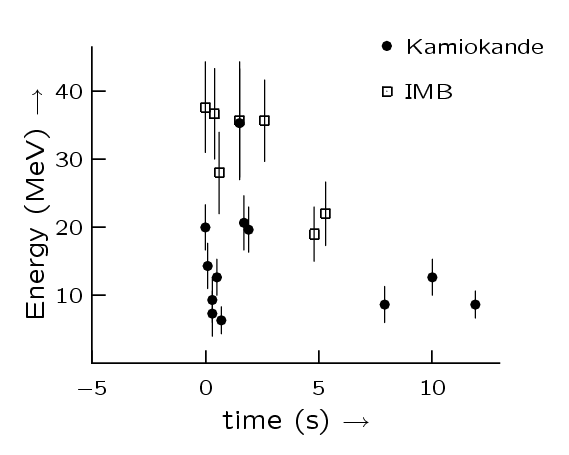 Kamiokande
IMB
40
30
20
10
Energy (MeV) →
−5 0 5 10
time (s) →